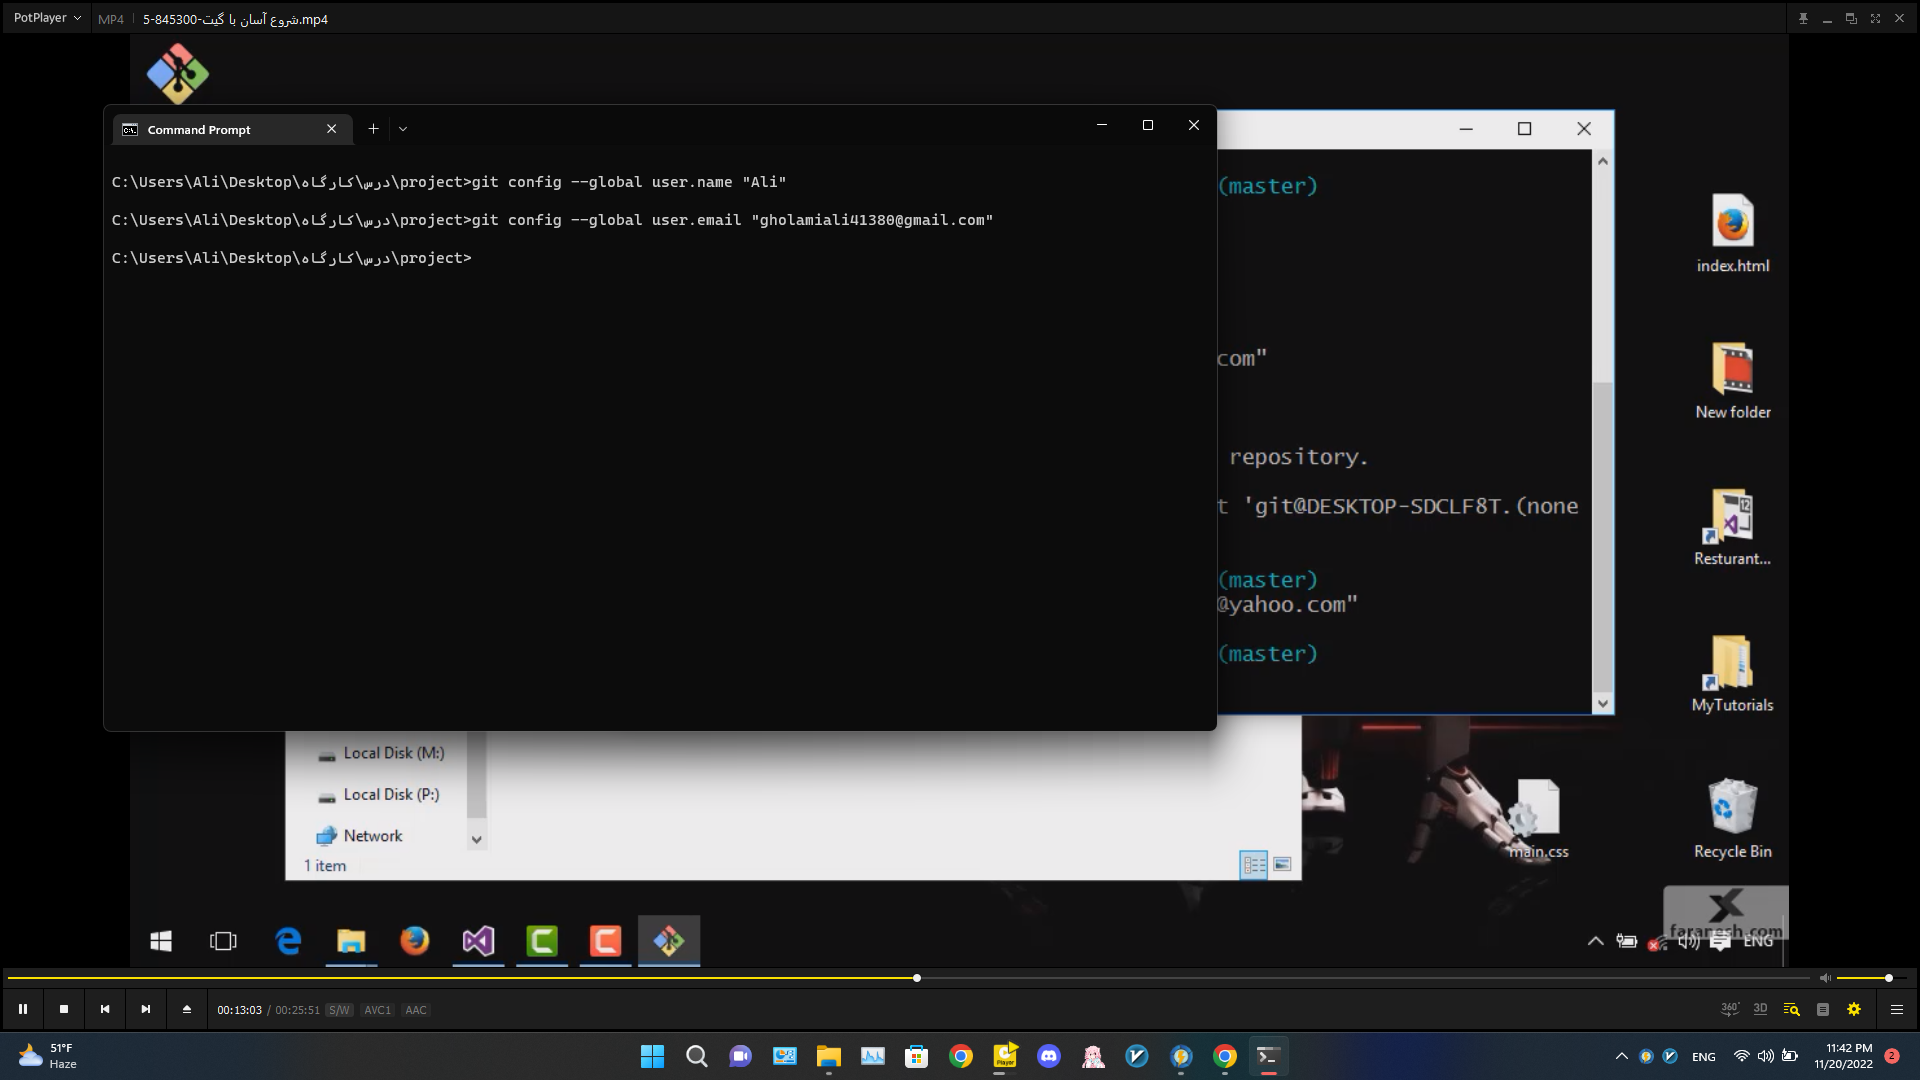 PotPlayer
MP4
5-845300-شروع آسان با گیت.mp4
Command Prompt
C:\Users\Ali\Desktop\درس\کارگاه\project>git config --global user.name "Ali"
C:\Users\Ali\Desktop\درس\کارگاه\project>git config --global user.email "gholamiali41380@gmail.com"
C:\Users\Ali\Desktop\درس\کارگاه\project>
(master)
com"
repository.
t 'git@DESKTOP-SDCLF8T.(none
(master)
@yahoo.com"
(master)
index.html
New folder
12
Resturant...
MyTutorials
main.css
Recycle Bin
Local Disk (M:)
Local Disk (P:)
Network
1 item
faranesh.com
ENG
00:13:03 / 00:25:51 S/W AVC1 AAC
360°
3D
51°F
Haze
ENG
11:42 PM
11/20/2022
2